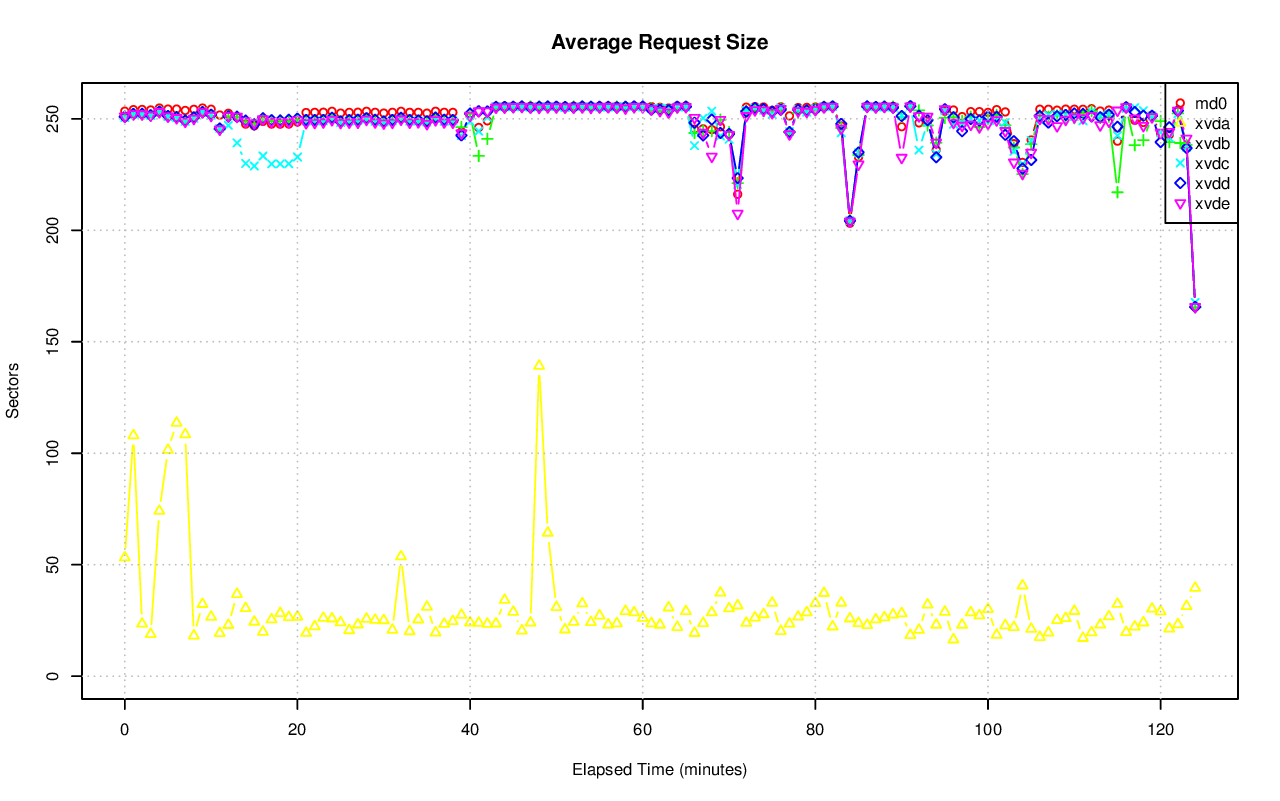 Average Request Size
Sectors
250
200
150
100
50
0
md0
xvda
xvdb
xvdc
xvdd
xvde
0 20 40 60 80 100 120
Elapsed Time (minutes)